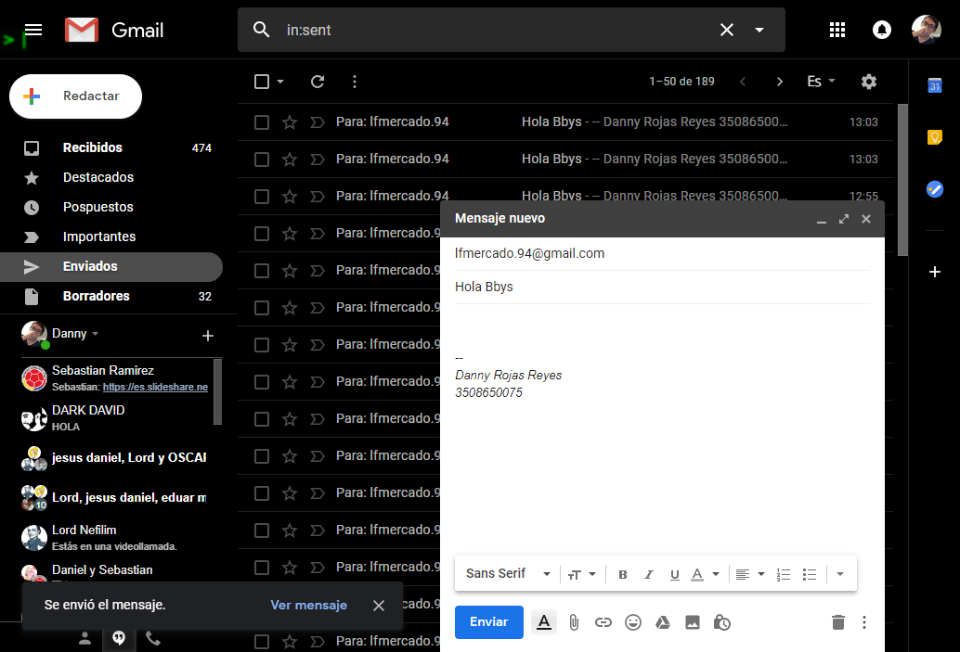 Gmail
in:sent
Redactar
1–50 de 189
Es
31
Recibidos 474
Destacados
Pospuestos
Importantes
Enviados
Borradores 32
Danny
Sebastian Ramirez
Sebastian: https://es.slideshare.ne
DARK DAVID
HOLA
jesus daniel, Lord y OSCAR
Lord, jesus daniel, eduar m
10
Lord Nefilim
Estás en una videollamada.
Daniel y Sebastian
Se envió el mensaje. Ver mensaje
Para: lfmercado.94 Hola Bbys - -- Danny Rojas Reyes 35086500... 13:03
Para: lfmercado.94 Hola Bbys - -- Danny Rojas Reyes 35086500... 13:03
Para: lfmercado.94 Hola Bbys - -- Danny Rojas Reyes 35086500... 12:55
Para: lfmercado.9
Para: lfmercado.9
Para: lfmercado.9
Para: lfmercado.9
Para: lfmercado.9
Para: lfmercado.9
Para: lfmercado.9
Para: lfmercado.9
Para: lfmercado.9
Para: lfmercado.9
cado.9
Para: lfmercado.9
Mensaje nuevo
lfmercado.94@gmail.com
Hola Bbys
--
Danny Rojas Reyes
3508650075
Sans Serif
Enviar